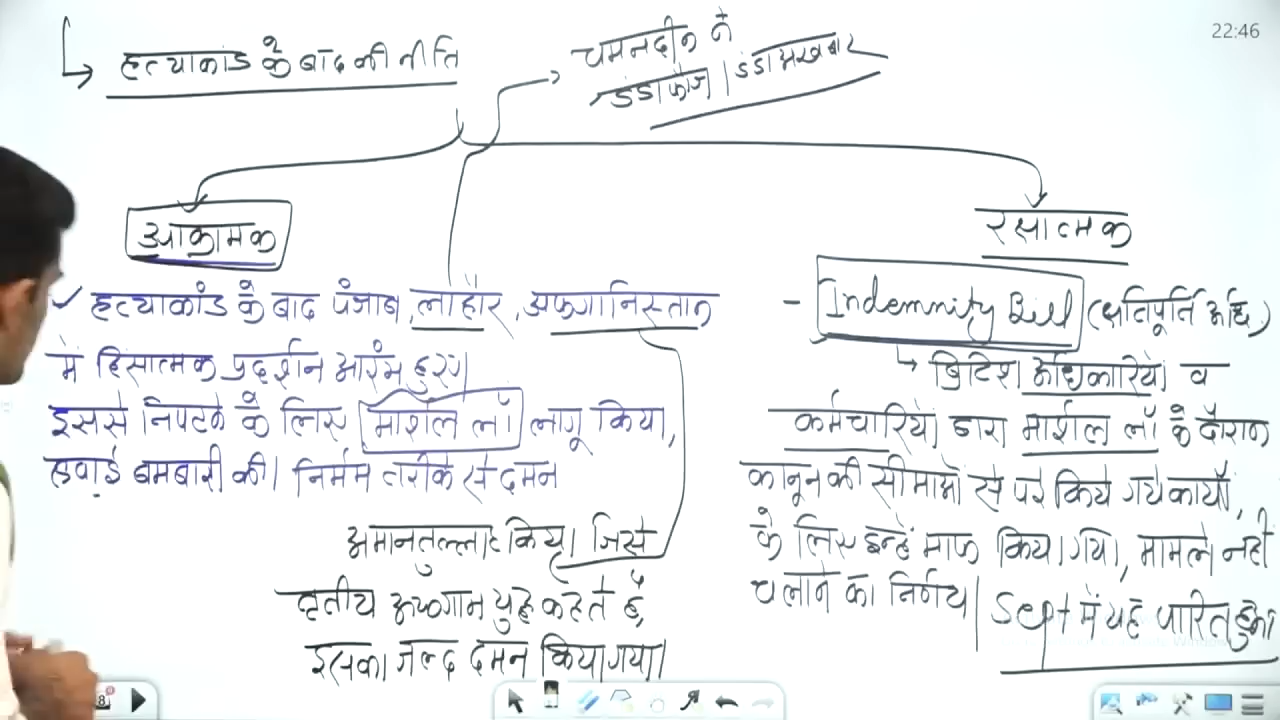 22:46
हत्याकांड के बाद की नीति
चमनदीन ने
डंडा फौज | डंडा अखबार
आक्रामक
रक्षात्मक
हत्याकांड के बाद पंजाब, लाहौर, अफगानिस्तान
में हिंसात्मक प्रदर्शन आरंभ हुए।
इससे निपटने के लिए मार्शल लॉ लागू किया,
हवाई बमबारी की। निर्मम तरीके से दमन
अमानतुल्लाह किया। जिसे
तृतीय अफगान युद्ध कहते हैं,
इसका जल्द दमन किया गया।
- Indemnity Bill (क्षतिपूर्ति अधि.)
ब्रिटिश अधिकारियों व
कर्मचारियों द्वारा मार्शल लॉ के दौरान
कानून की सीमाओं से परे किये गये कार्यों,
के लिए इन्हें माफ किया गया, मामले नहीं
चलाने का निर्णय। Sept में यह पारित हुआ।